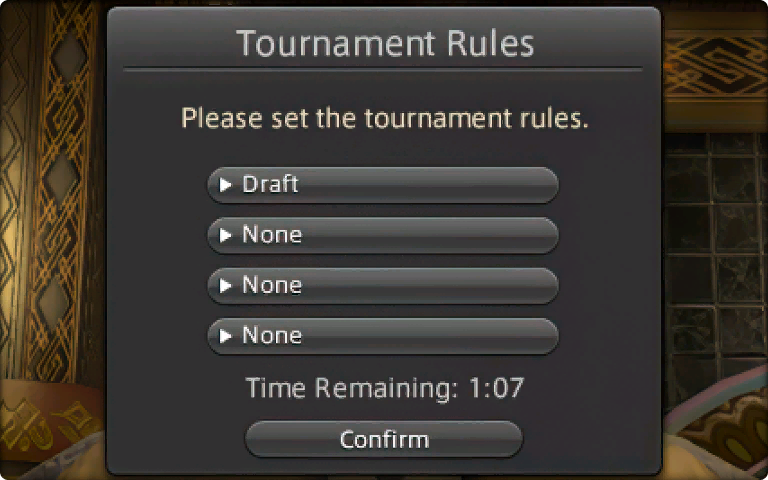 Tournament Rules
Please set the tournament rules.
Draft
None
None
None
Time Remaining: 1:07
Confirm